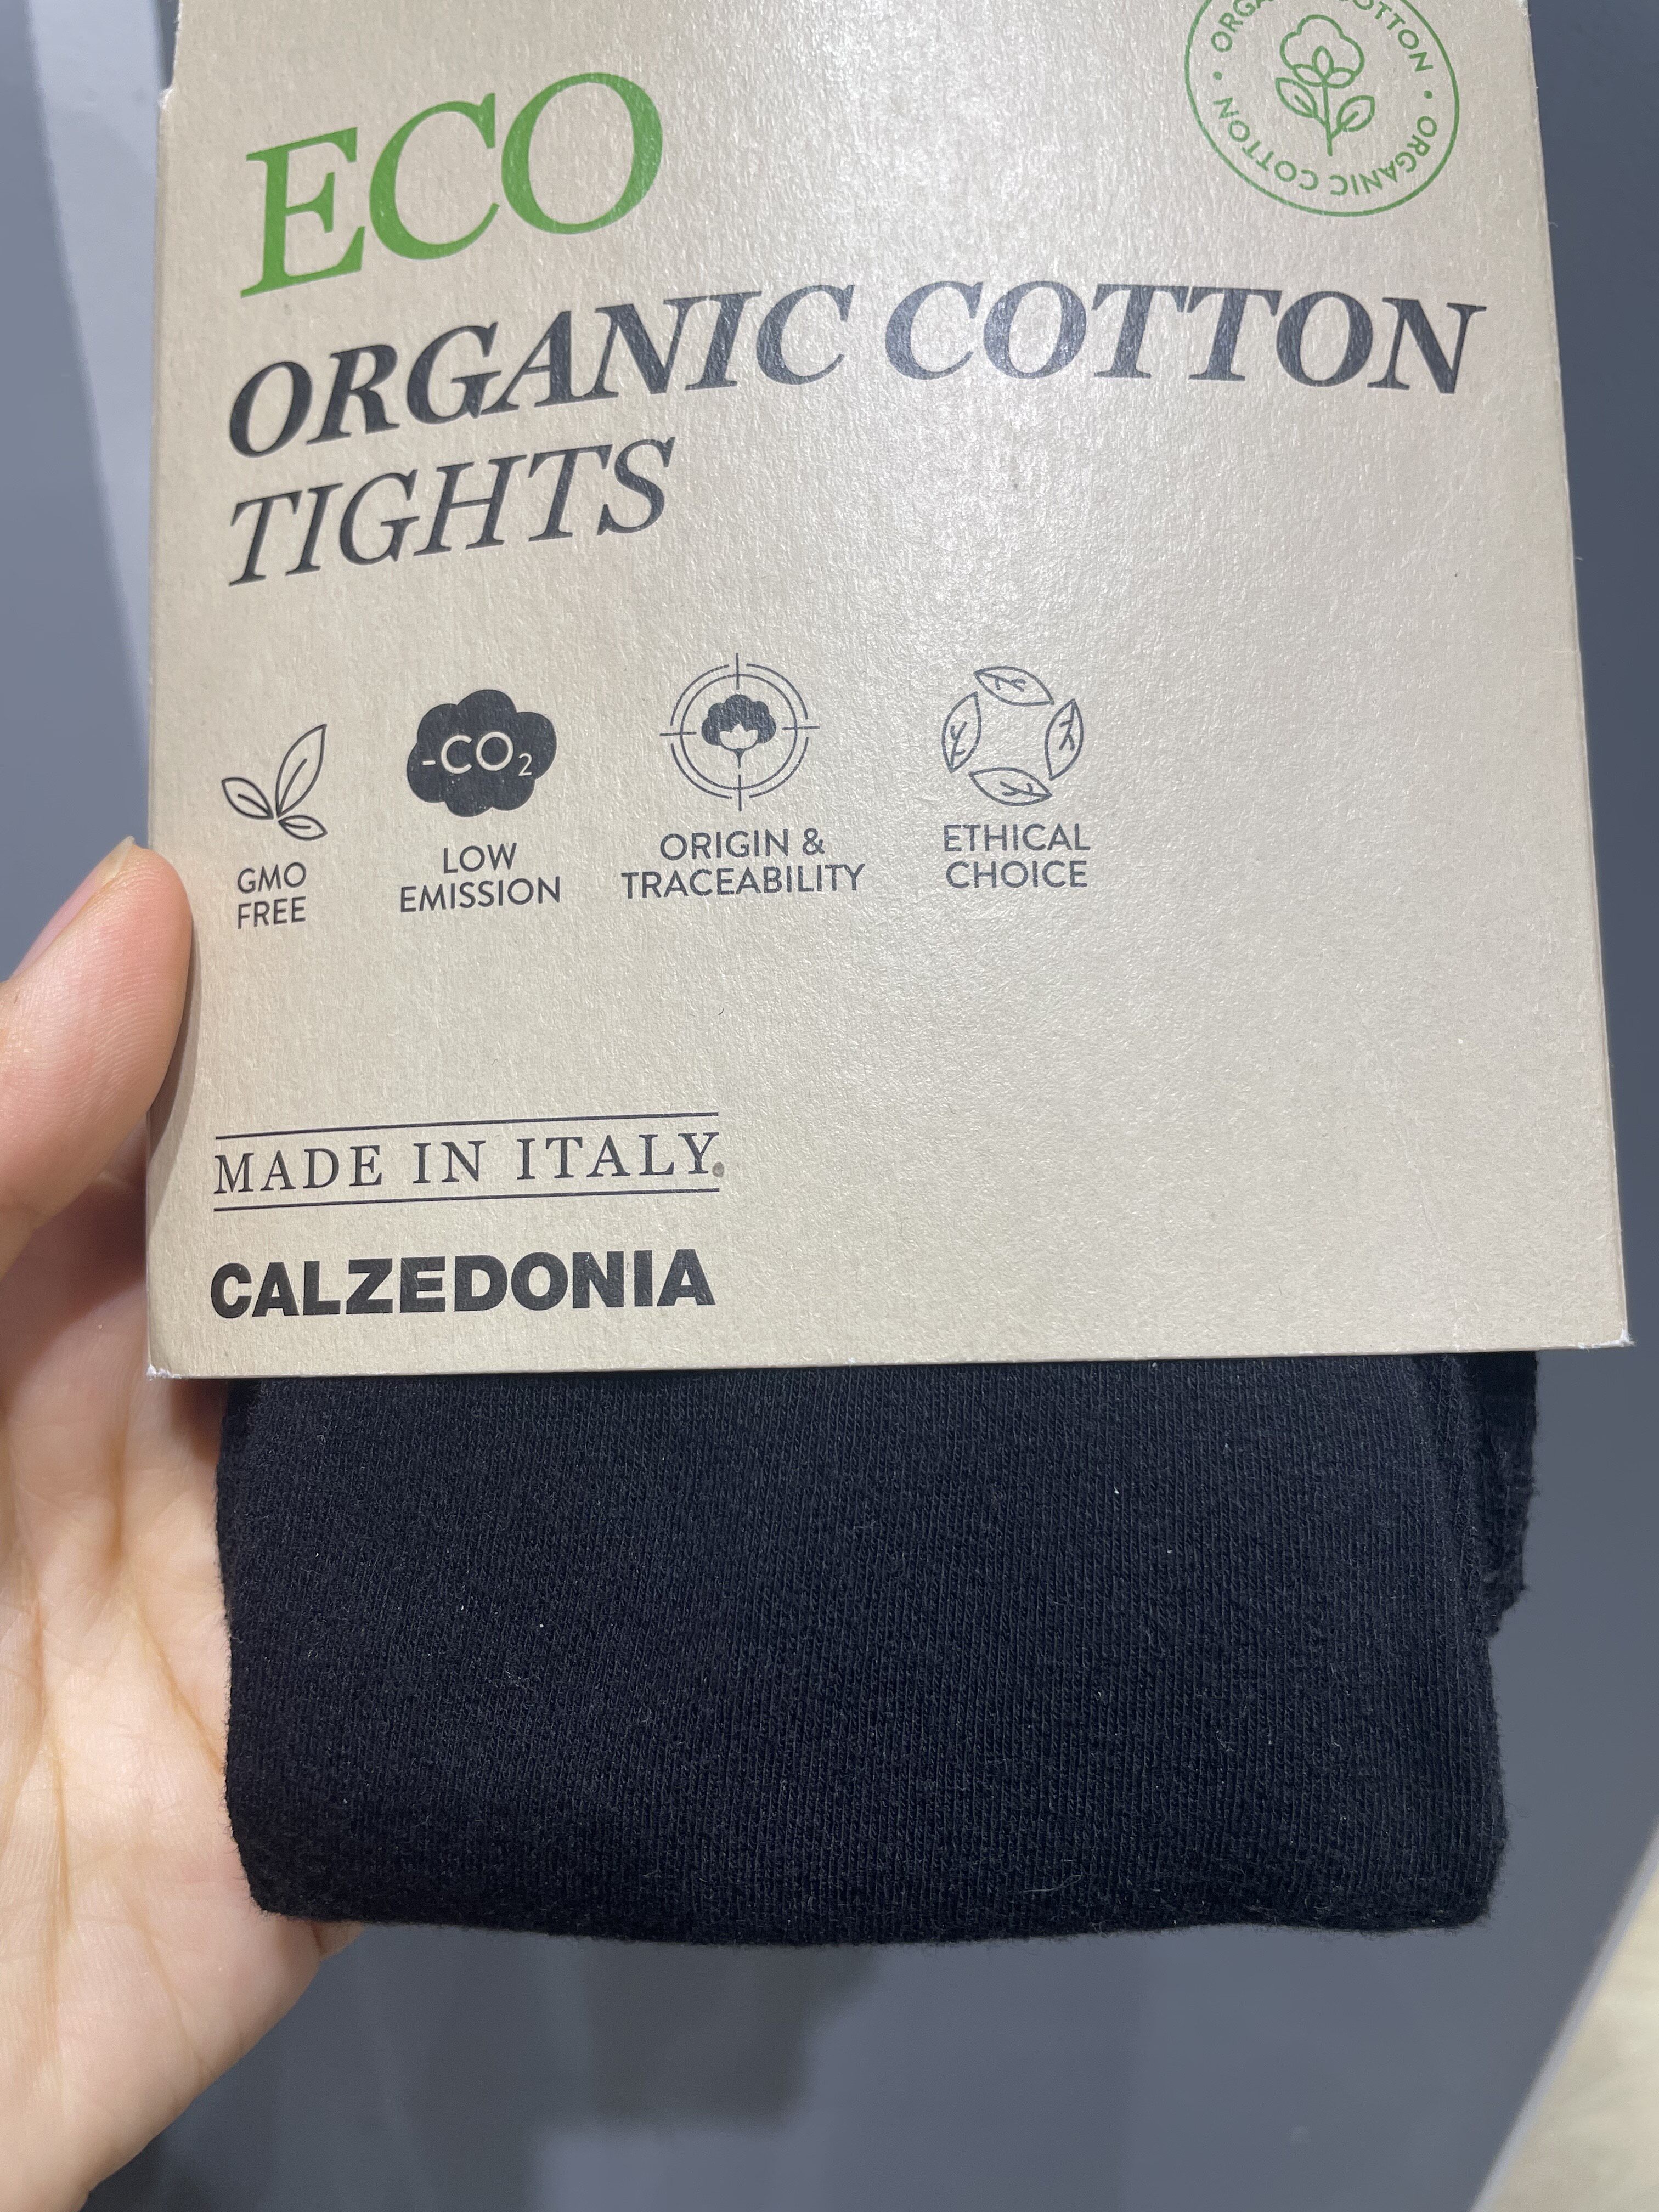 ECO
ORGANIC COTTON • ORGANIC COTTON •
ORGANIC COTTON
TIGHTS
-CO₂
GMO
FREE
LOW
EMISSION
ORIGIN &
TRACEABILITY
ETHICAL
CHOICE
MADE IN ITALY
CALZEDONIA